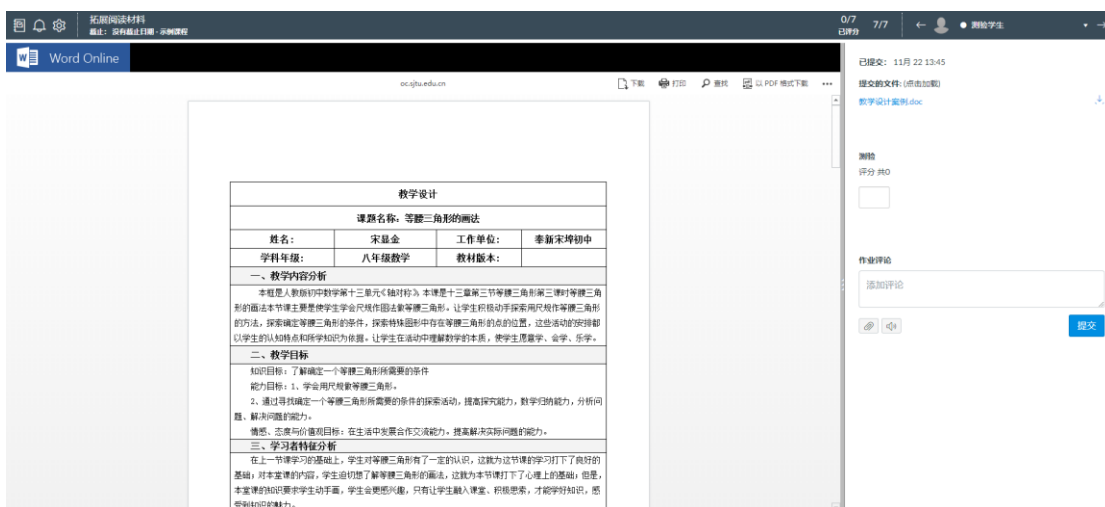 拓展阅读材料
截止: 没有截止日期 - 示例课程
0/7
已评分
7/7
测验学生
Word Online
oc.sjtu.edu.cn
下载
打印
查找
以 PDF 格式下载
教学设计
课题名称：等腰三角形的画法
姓名： 宋显金 工作单位： 奉新宋埠初中
学科年级： 八年级数学 教材版本：
一、教学内容分析
本框是人教版初中数学第十三单元《轴对称》本课是十三章第三节等腰三角形第三课时等腰三角
形的画法本节课主要是使学生学会尺规作图法做等腰三角形。让学生积极动手探索用尺规作等腰三角形
的方法，探索确定等腰三角形的条件，探索特殊图形中存在等腰三角形的点的位置，这些活动的安排都
以学生的认知特点和所学知识为依据。让学生在活动中理解数学的本质，使学生愿意学、会学、乐学。
二、教学目标
知识目标：了解确定一个等腰三角形所需要的条件
能力目标：1、学会用尺规做等腰三角形。
2、通过寻找确定一个等腰三角形所需要的条件的探索活动，提高探究能力，数学归纳能力，分析问
题、解决问题的能力。
情感、态度与价值观目标：在生活中发展合作交流能力。提高解决实际问题的能力。
三、学习者特征分析
在上一节课学习的基础上，学生对等腰三角形有了一定的认识，这就为这节课的学习打下了良好的
基础；对本堂课的内容，学生迫切想了解等腰三角形的画法，这就为本节课打下了心理上的基础；但是，
本堂课的知识要求学生动手画，学生会更感兴趣，只有让学生融入课堂、积极思索，才能学好知识，感
受到知识的魅力。
已提交: 11月 22 13:45
提交的文件: (点击加载)
教学设计案例.doc
测验
评分 共0
作业评论
添加评论
提交